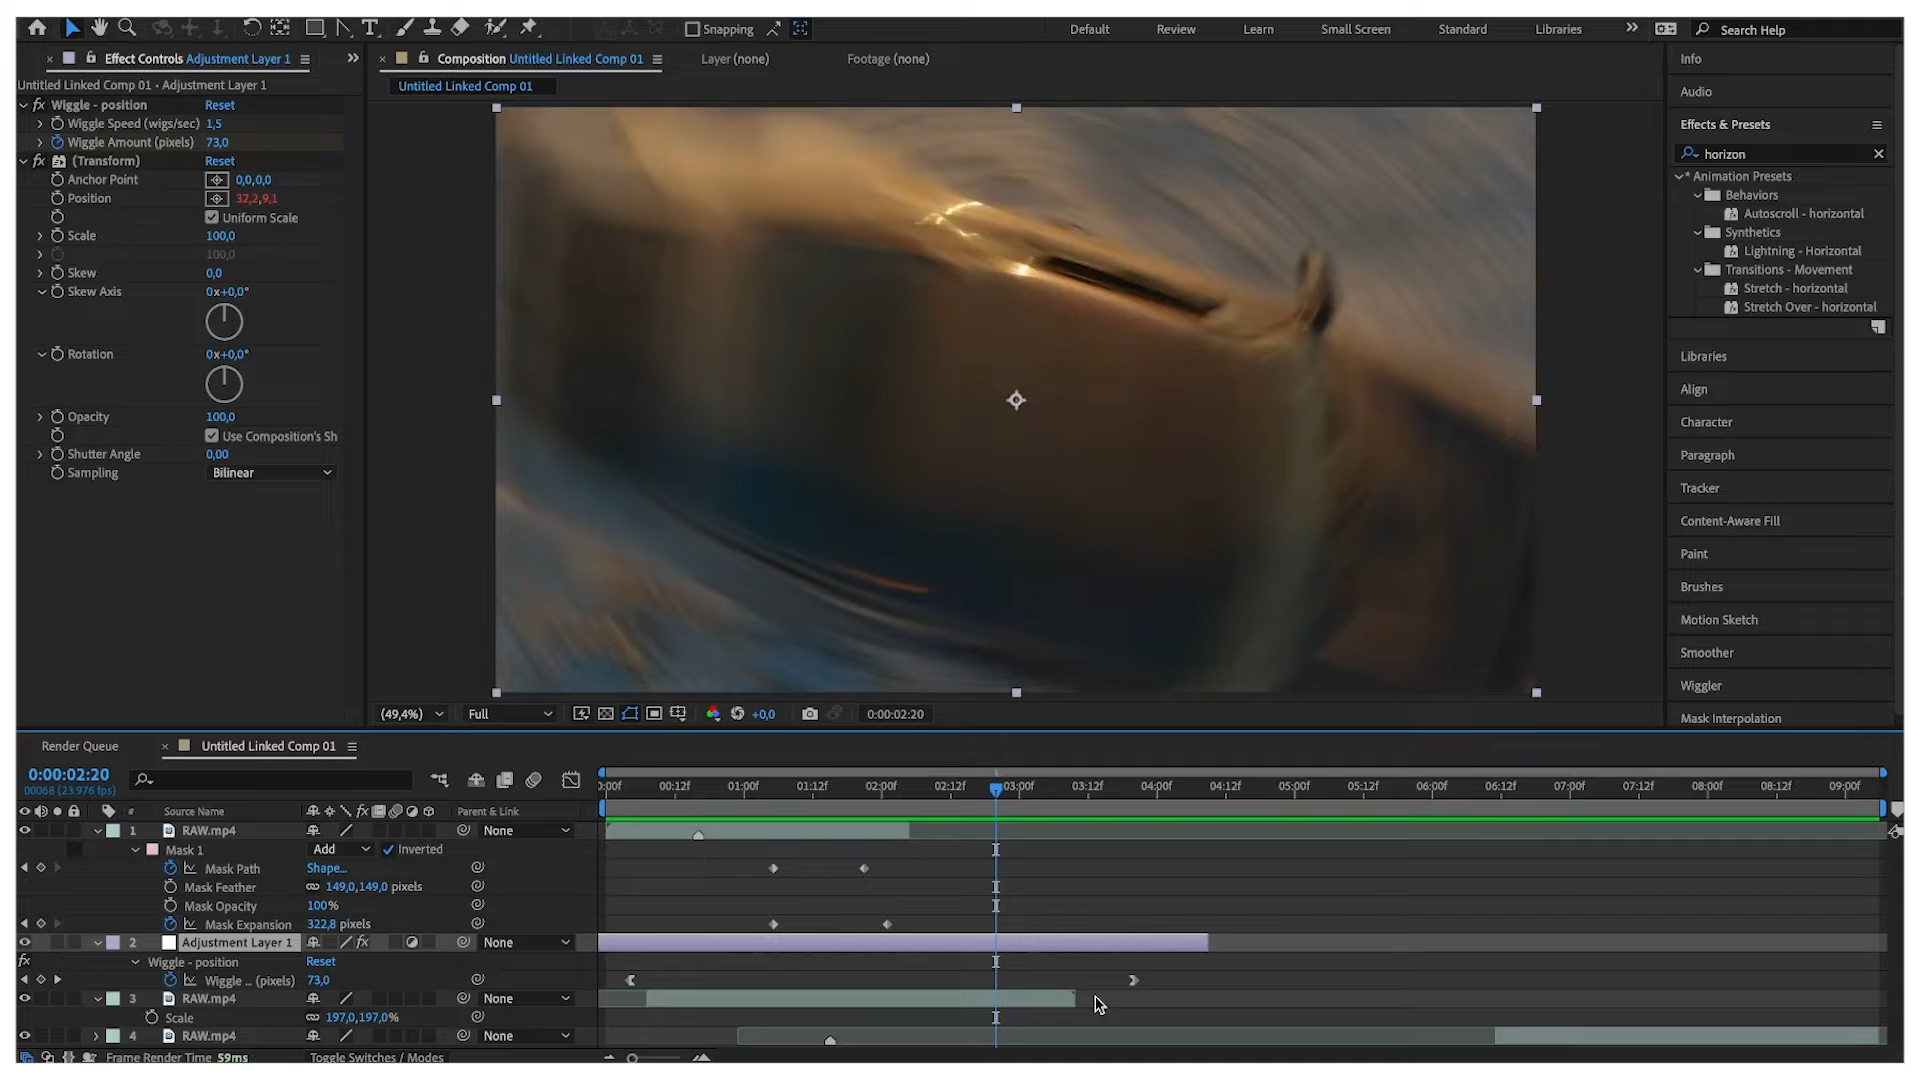 Snapping
Default
Review
Learn
Small Screen
Standard
Libraries
Search Help
Effect Controls Adjustment Layer 1
Composition Untitled Linked Comp 01
Layer (none)
Footage (none)
Info
Untitled Linked Comp 01 • Adjustment Layer 1
Untitled Linked Comp 01
Audio
Wiggle - position Reset
Wiggle Speed (wigs/sec) 1,5
Wiggle Amount (pixels) 73,0
(Transform) Reset
Anchor Point 0,0,0,0
Position 32,2,9,1
Uniform Scale
Scale 100,0
100,0
Skew 0,0
Skew Axis 0x+0,0°
Rotation 0x+0,0°
Opacity 100,0
Use Composition's Sh
Shutter Angle 0,00
Sampling Bilinear
Effects & Presets
horizon
* Animation Presets
Behaviors
Autoscroll - horizontal
Synthetics
Lightning - Horizontal
Transitions - Movement
Stretch - horizontal
Stretch Over - horizontal
Libraries
Align
Character
Paragraph
Tracker
Content-Aware Fill
Paint
Brushes
Motion Sketch
Smoother
Wiggler
Mask Interpolation
(49,4%) Full +0,0 0:00:02:20
Render Queue
Untitled Linked Comp 01
0:00:02:20
00068 (23.976 fps)
:00f 00:12f 01:00f 01:12f 02:00f 02:12f 03:00f 03:12f 04:00f 04:12f 05:00f 05:12f 06:00f 06:12f 07:00f 07:12f 08:00f 08:12f 09:00f
# Source Name fx Parent & Link
1 RAW.mp4 None
Mask 1 Add Inverted
Mask Path Shape...
Mask Feather 149,0,149,0 pixels
Mask Opacity 100%
Mask Expansion 322,8 pixels
2 Adjustment Layer 1 fx None
fx Wiggle - position Reset
Wiggle ... (pixels) 73,0
3 RAW.mp4 None
Scale 197,0,197,0%
4 RAW.mp4 None
Frame Render Time 59ms
Toggle Switches / Modes